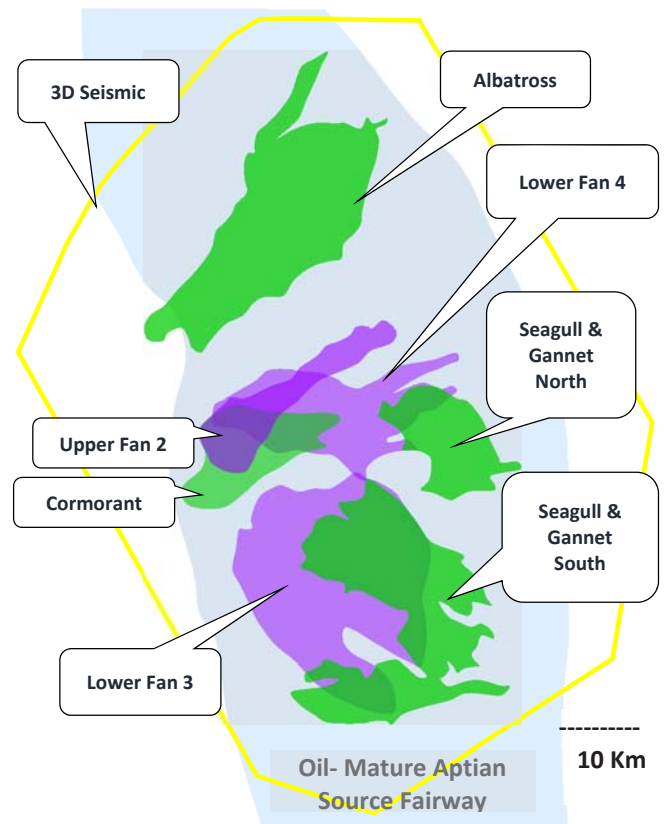 Albatross
3D Seismic
Lower Fan 4
Seagull &
Gannet
North
Upper Fan 2
Cormorant
Seagull &
Gannet
South
Lower Fan 3
----------
10 Km
Oil- Mature Aptian
Source Fairway